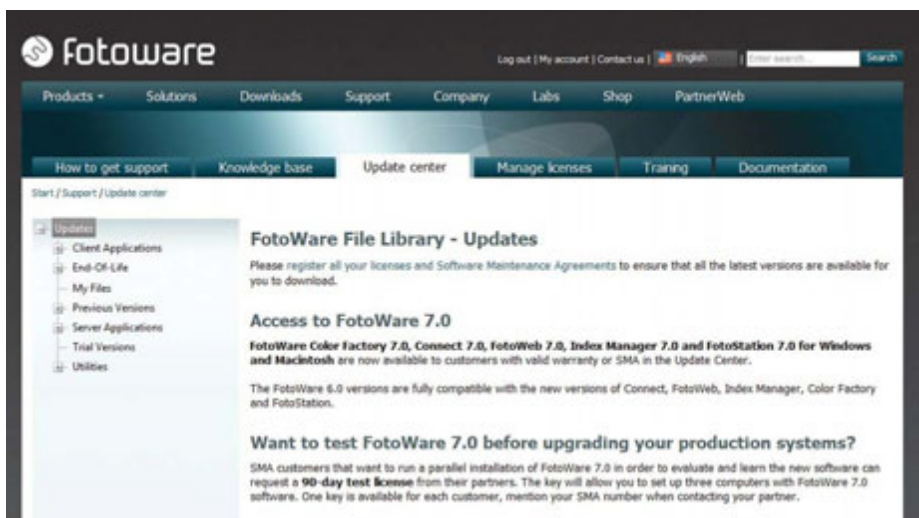 fotoware
Log out | My account | Contact us | English | Enter search... Search
Products Solutions Downloads Support Company Labs Shop PartnerWeb
How to get support Knowledge base Update center Manage licenses Training Documentation
Start / Support / Update center
Updates
Client Applications
End-Of-Life
My Files
Previous Versions
Server Applications
Trial Versions
Utilities
FotoWare File Library - Updates
Please register all your licenses and Software Maintenance Agreements to ensure that all the latest versions are available for
you to download.
Access to FotoWare 7.0
FotoWare Color Factory 7.0, Connect 7.0, FotoWeb 7.0, Index Manager 7.0 and FotoStation 7.0 for Windows
and Macintosh are now available to customers with valid warranty or SMA in the Update Center.
The FotoWare 6.0 versions are fully compatible with the new versions of Connect, FotoWeb, Index Manager, Color Factory
and FotoStation.
Want to test FotoWare 7.0 before upgrading your production systems?
SMA customers that want to run a parallel installation of FotoWare 7.0 in order to evaluate and learn the new software can
request a 90-day test license from their partners. The key will allow you to set up three computers with FotoWare 7.0
software. One key is available for each customer, mention your SMA number when contacting your partner.